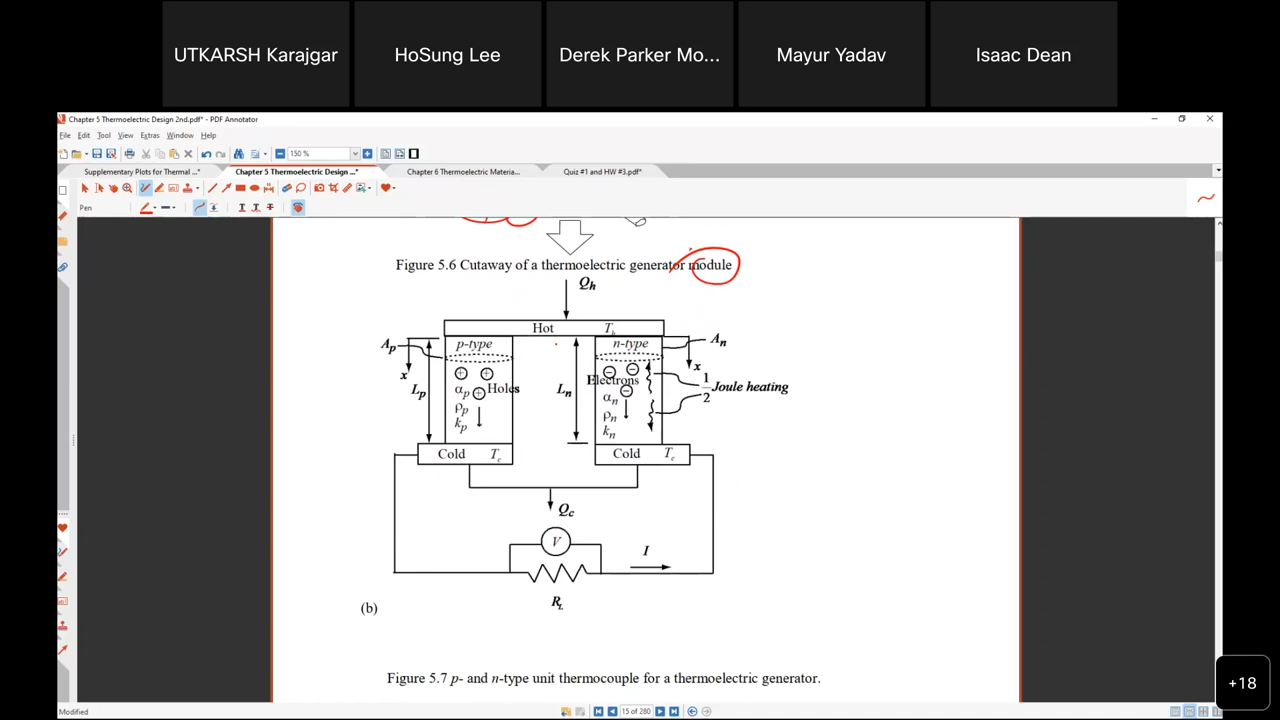 UTKARSH Karajgar HoSung Lee Derek Parker Mo... Mayur Yadav Isaac Dean
Chapter 5 Thermoelectric Design 2nd.pdf* - PDF Annotator
File Edit Tool View Extras Window Help
150 %
Supplementary Plots for Thermal ...* Chapter 5 Thermoelectric Design ...* Chapter 6 Thermoelectric Materia... Quiz #1 and HW #3.pdf*
Pen
Figure 5.6 Cutaway of a thermoelectric generator module
Qh
Hot Th
Ap p-type n-type An
x x
Lp αp Holes Ln Electrons 1/2 Joule heating
ρp αn
kp ρn
kn
Cold Tc Cold Tc
Qc
V
I
RL
(b)
Figure 5.7 p- and n-type unit thermocouple for a thermoelectric generator.
+18
15 of 280
Modified